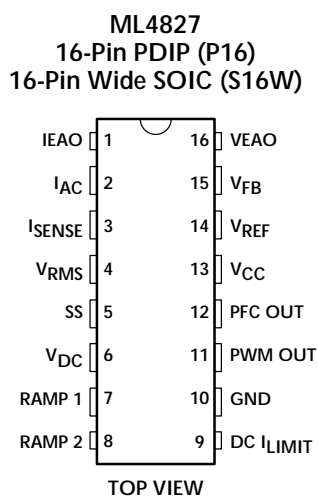 ML4827
16-Pin PDIP (P16)
16-Pin Wide SOIC (S16W)
IEAO 1 16 VEAO
IAC 2 15 VFB
ISENSE 3 14 VREF
VRMS 4 13 VCC
SS 5 12 PFC OUT
VDC 6 11 PWM OUT
RAMP 1 7 10 GND
RAMP 2 8 9 DC ILIMIT
TOP VIEW